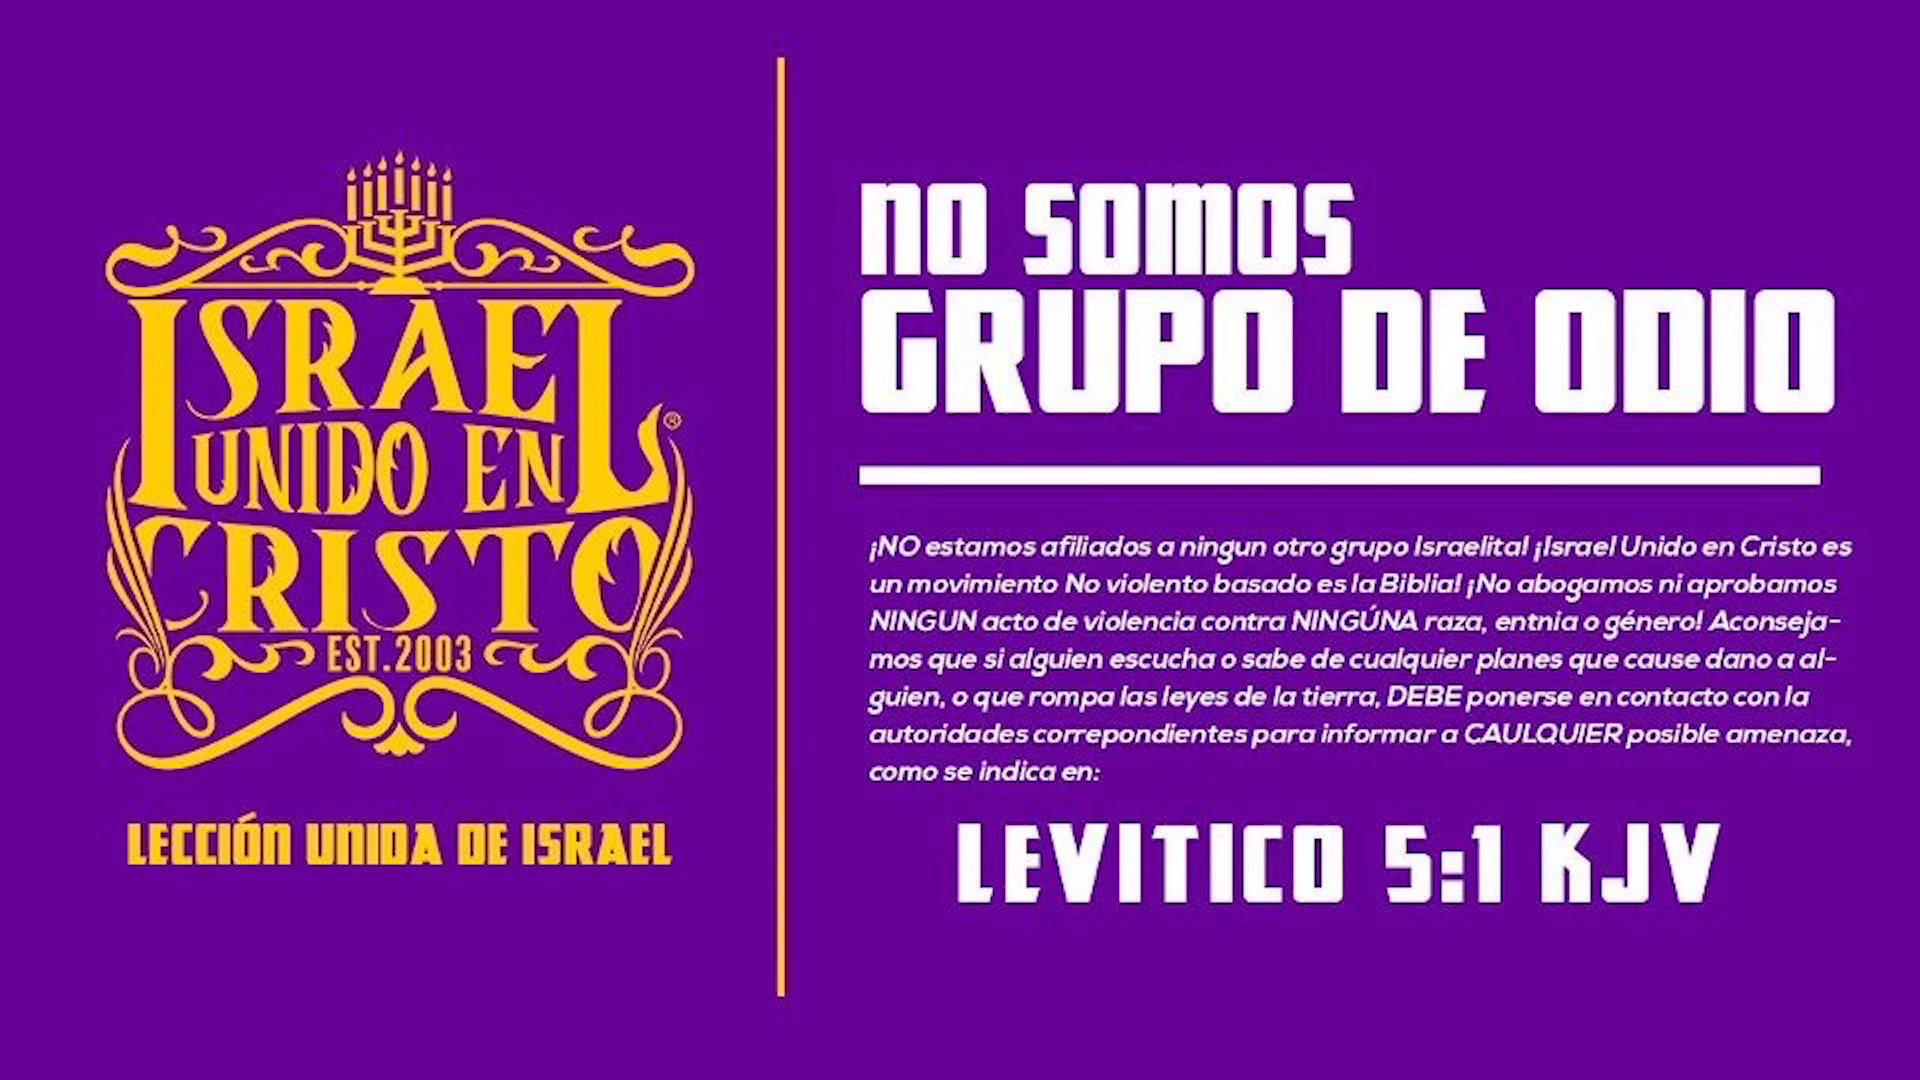 ISRAEL
UNIDO EN
CRISTO
®
EST.2003
LECCIÓN UNIDA DE ISRAEL
NO SOMOS
GRUPO DE ODIO
¡NO estamos afiliados a ningun otro grupo Israelita! ¡Israel Unido en Cristo es
un movimiento No violento basado es la Biblia! ¡No abogamos ni aprobamos
NINGUN acto de violencia contra NINGÚNA raza, entnia o género! Aconseja-
mos que si alguien escucha o sabe de cualquier planes que cause dano a al-
guien, o que rompa las leyes de la tierra, DEBE ponerse en contacto con la
autoridades correpondientes para informar a CAULQUIER posible amenaza,
como se indica en:
LEVITICO 5:1 KJV